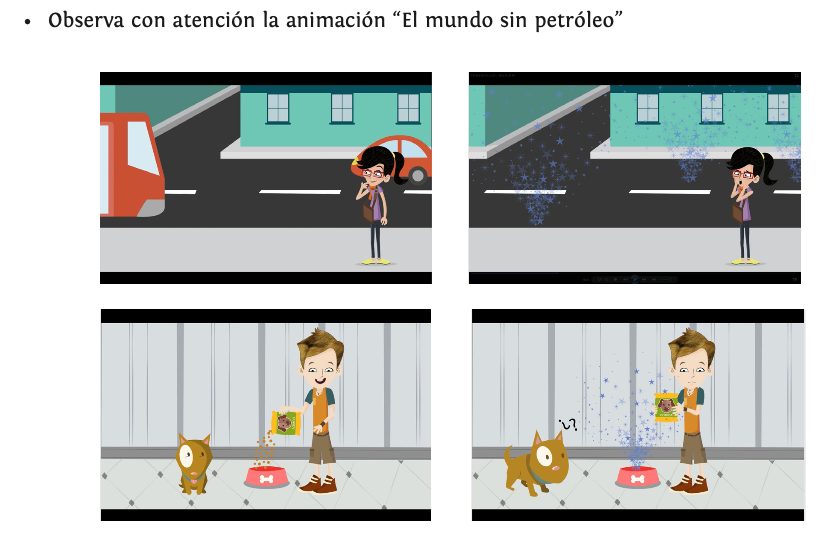 • Observa con atención la animación “El mundo sin petróleo”
¿?